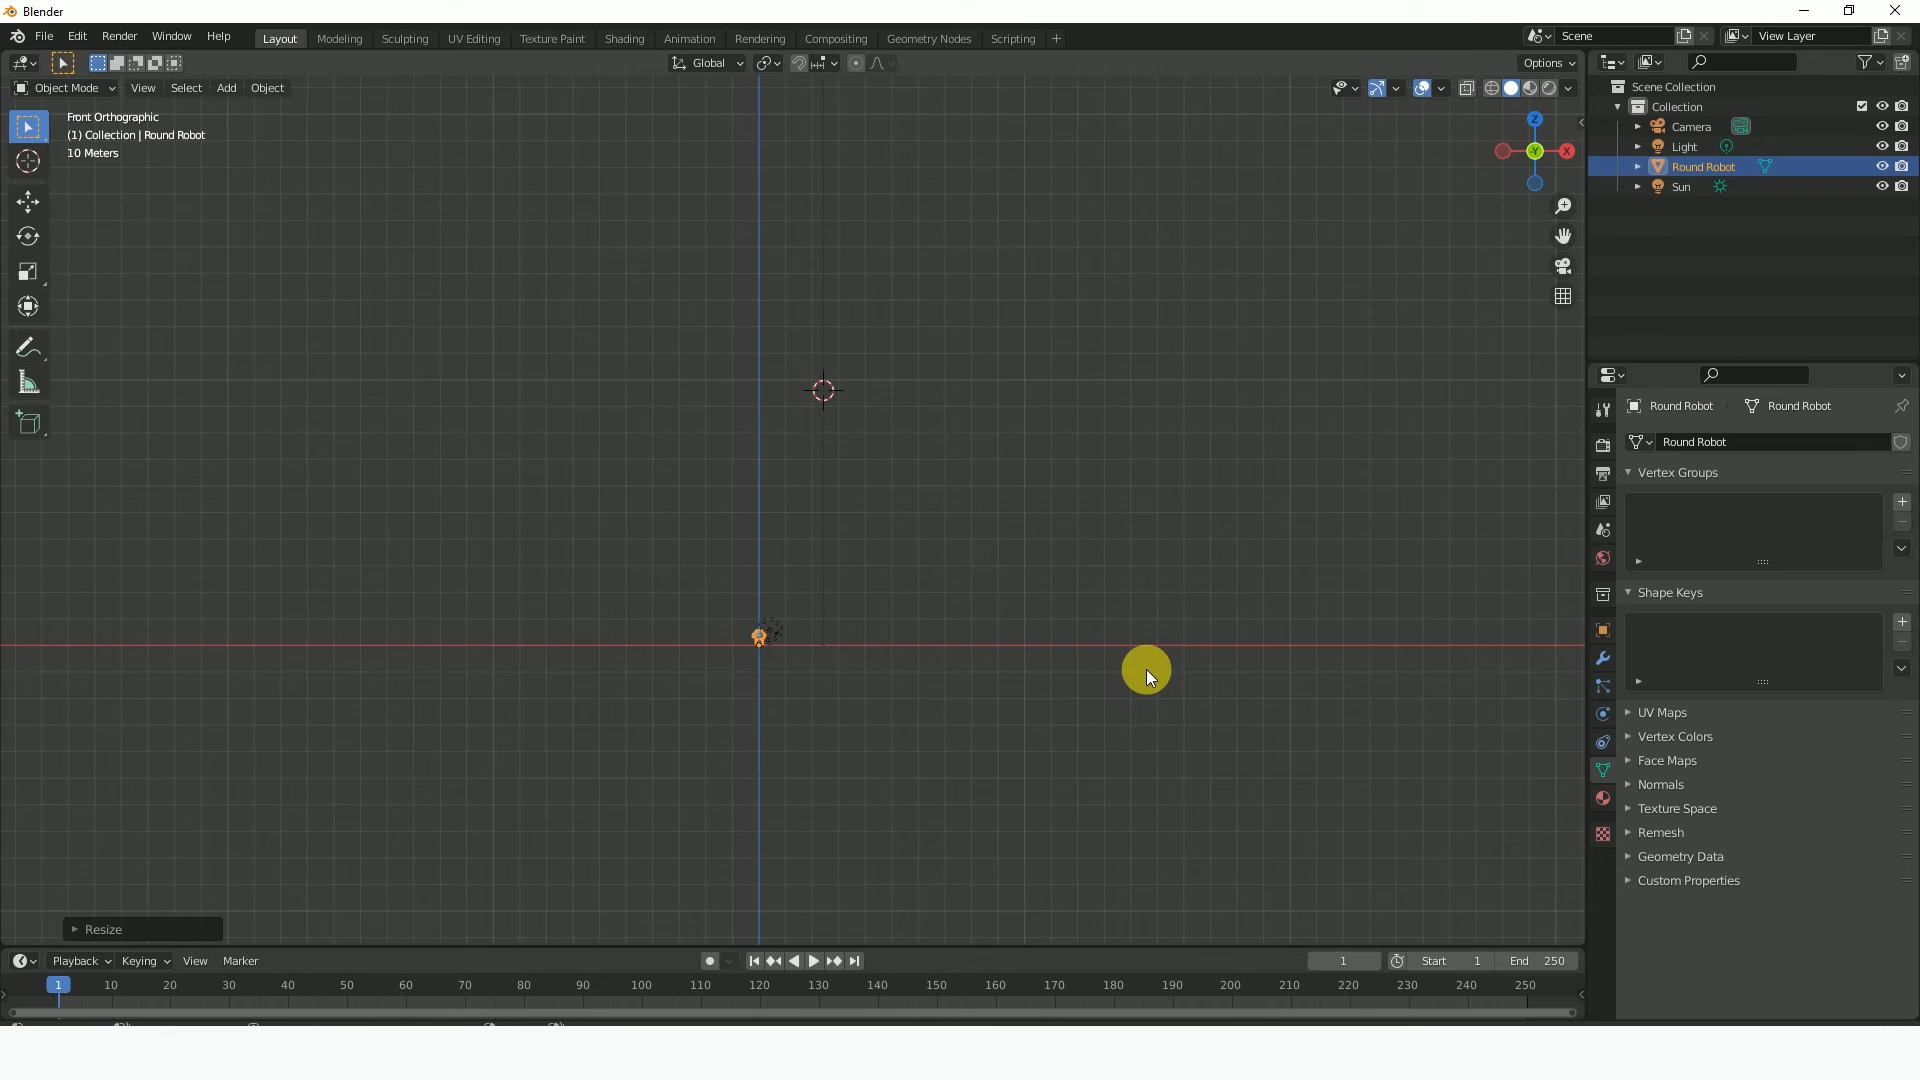 Blender
File Edit Render Window Help
Layout Modeling Sculpting UV Editing Texture Paint Shading Animation Rendering Compositing Geometry Nodes Scripting +
Scene
View Layer
Global
Options
Object Mode View Select Add Object
Front Orthographic
(1) Collection | Round Robot
10 Meters
Z
-Y
X
Scene Collection
Collection
Camera
Light
Round Robot
Sun
Round Robot Round Robot
Round Robot
Vertex Groups
Shape Keys
UV Maps
Vertex Colors
Face Maps
Normals
Texture Space
Remesh
Geometry Data
Custom Properties
Resize
Playback Keying View Marker
1 Start 1 End 250
1 10 20 30 40 50 60 70 80 90 100 110 120 130 140 150 160 170 180 190 200 210 220 230 240 250